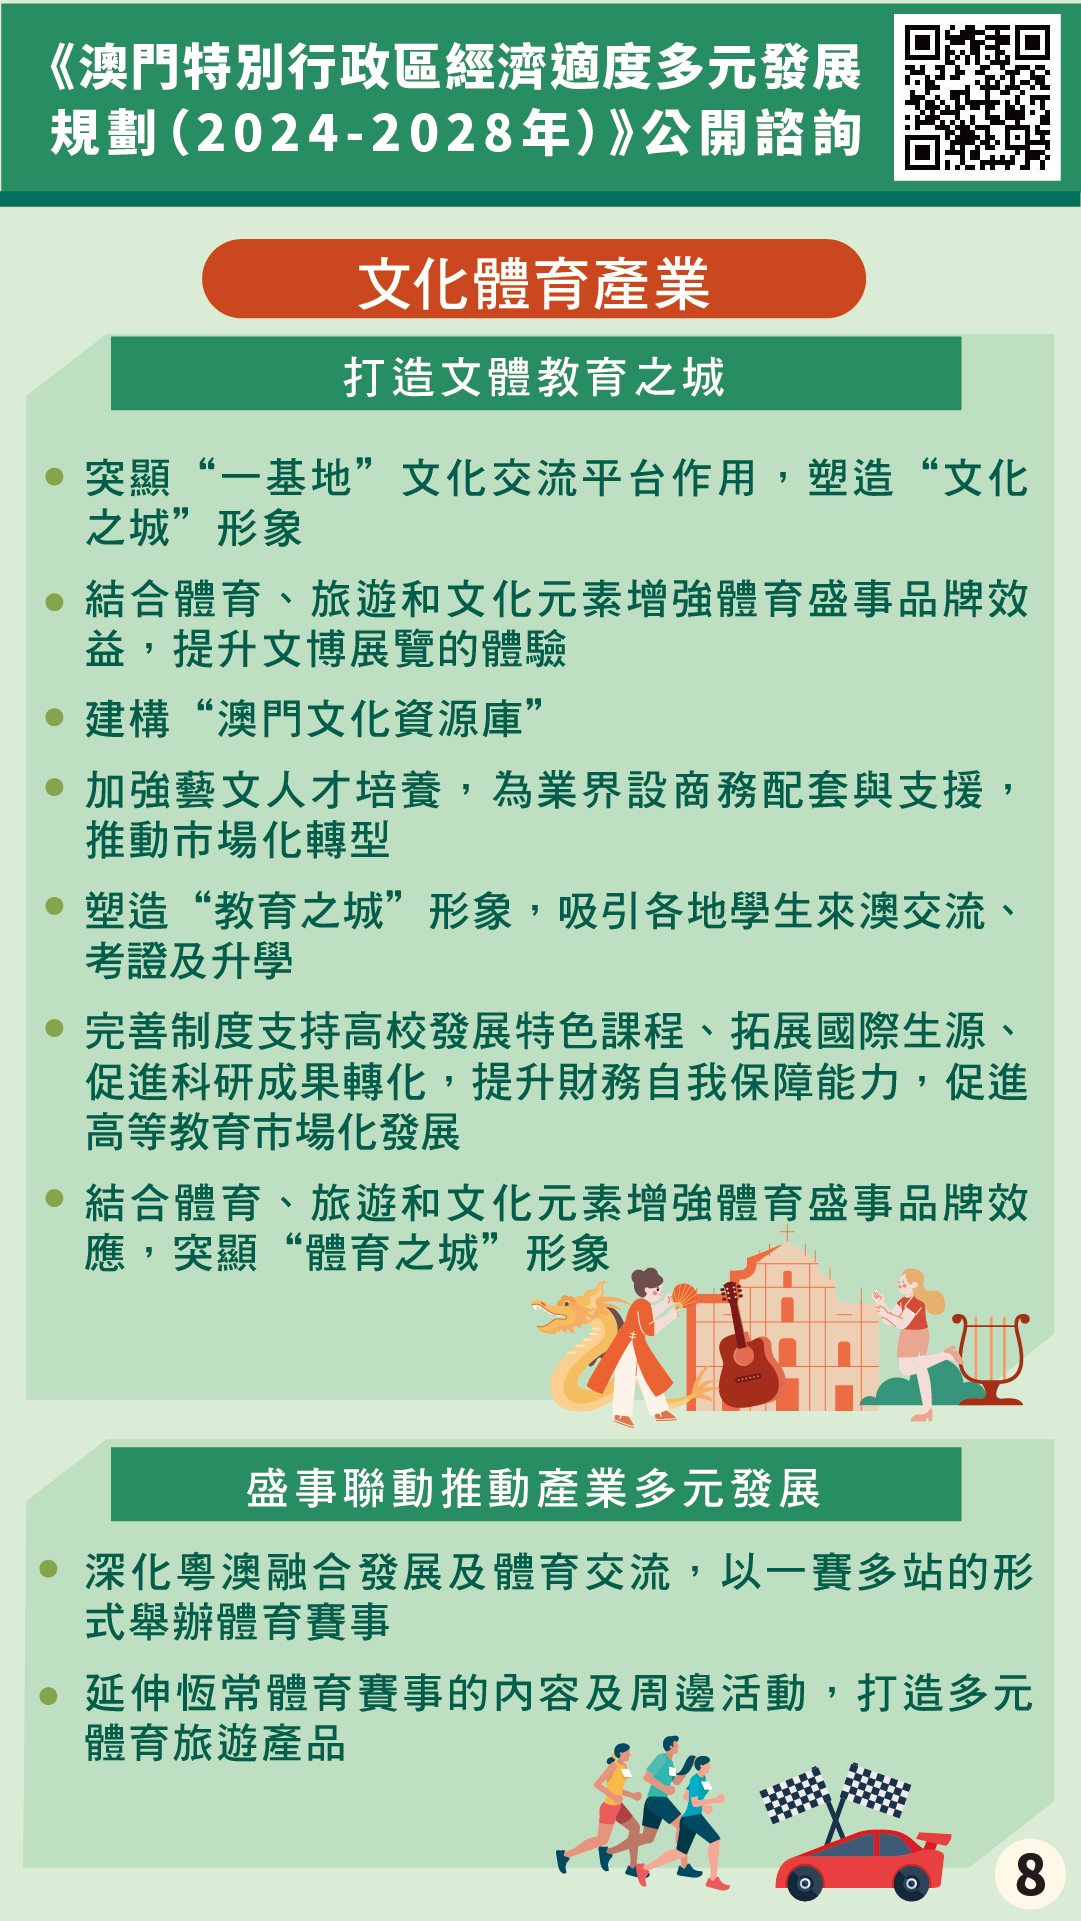 《澳門特別行政區經濟適度多元發展
規劃（2024-2028年）》公開諮詢
文化體育產業
打造文體教育之城
突顯“一基地”文化交流平台作用，塑造“文化
之城”形象
結合體育、旅遊和文化元素增強體育盛事品牌效
益，提升文博展覽的體驗
建構“澳門文化資源庫”
加強藝文人才培養，為業界設商務配套與支援，
推動市場化轉型
塑造“教育之城”形象，吸引各地學生來澳交流、
考證及升學
完善制度支持高校發展特色課程、拓展國際生源、
促進科研成果轉化，提升財務自我保障能力，促進
高等教育市場化發展
結合體育、旅遊和文化元素增強體育盛事品牌效
應，突顯“體育之城”形象
盛事聯動推動產業多元發展
深化粵澳融合發展及體育交流，以一賽多站的形
式舉辦體育賽事
延伸恆常體育賽事的內容及周邊活動，打造多元
體育旅遊產品
8